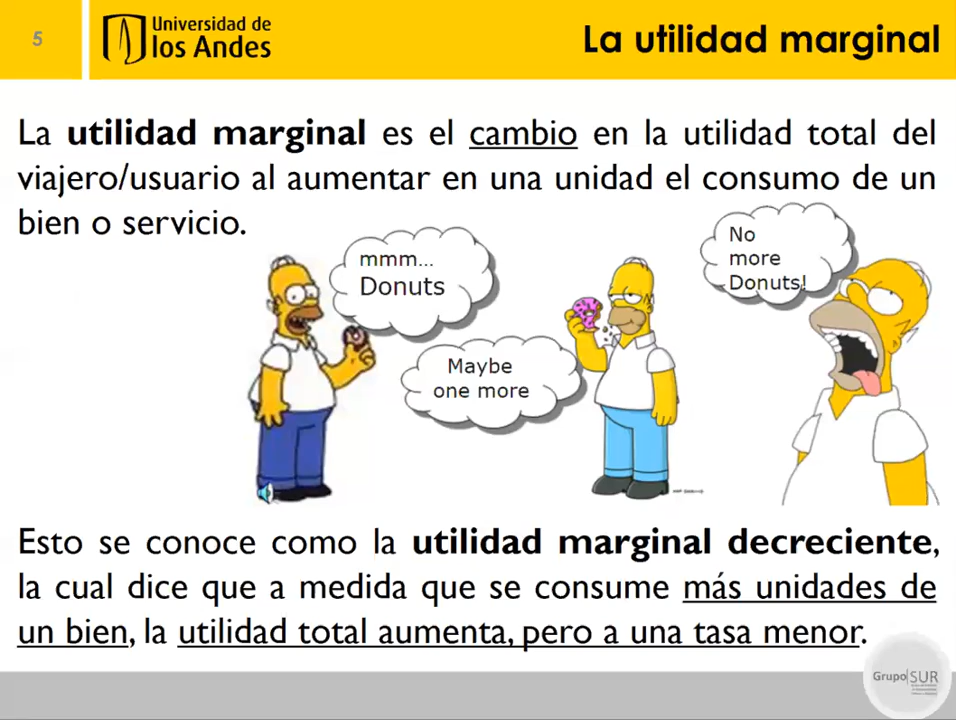 5
Universidad de
los Andes
La utilidad marginal
La utilidad marginal es el cambio en la utilidad total del
viajero/usuario al aumentar en una unidad el consumo de un
bien o servicio.
mmm...
Donuts
Maybe
one more
No
more
Donuts!
Esto se conoce como la utilidad marginal decreciente,
la cual dice que a medida que se consume más unidades de
un bien, la utilidad total aumenta, pero a una tasa menor.
Grupo|SUR